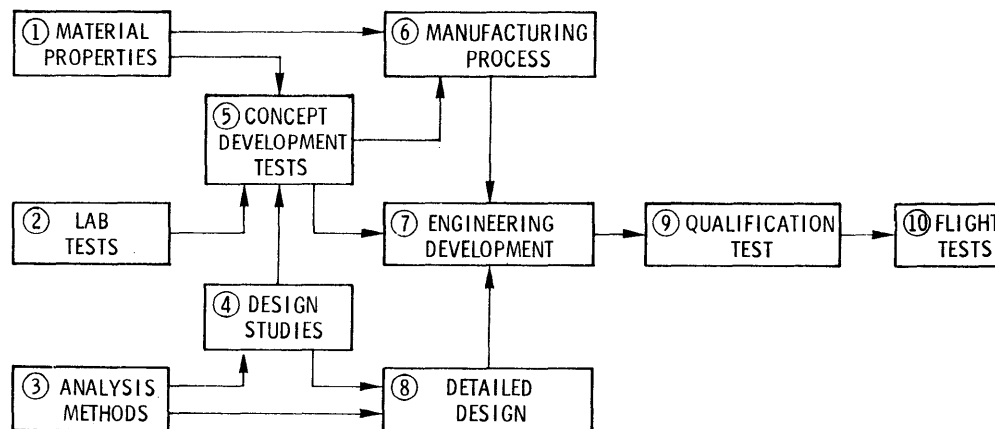 ① MATERIAL
PROPERTIES
② LAB
TESTS
③ ANALYSIS
METHODS
④ DESIGN
STUDIES
⑤ CONCEPT
DEVELOPMENT
TESTS
⑥ MANUFACTURING
PROCESS
⑦ ENGINEERING
DEVELOPMENT
⑧ DETAILED
DESIGN
⑨ QUALIFICATION
TEST
⑩ FLIGHT
TESTS